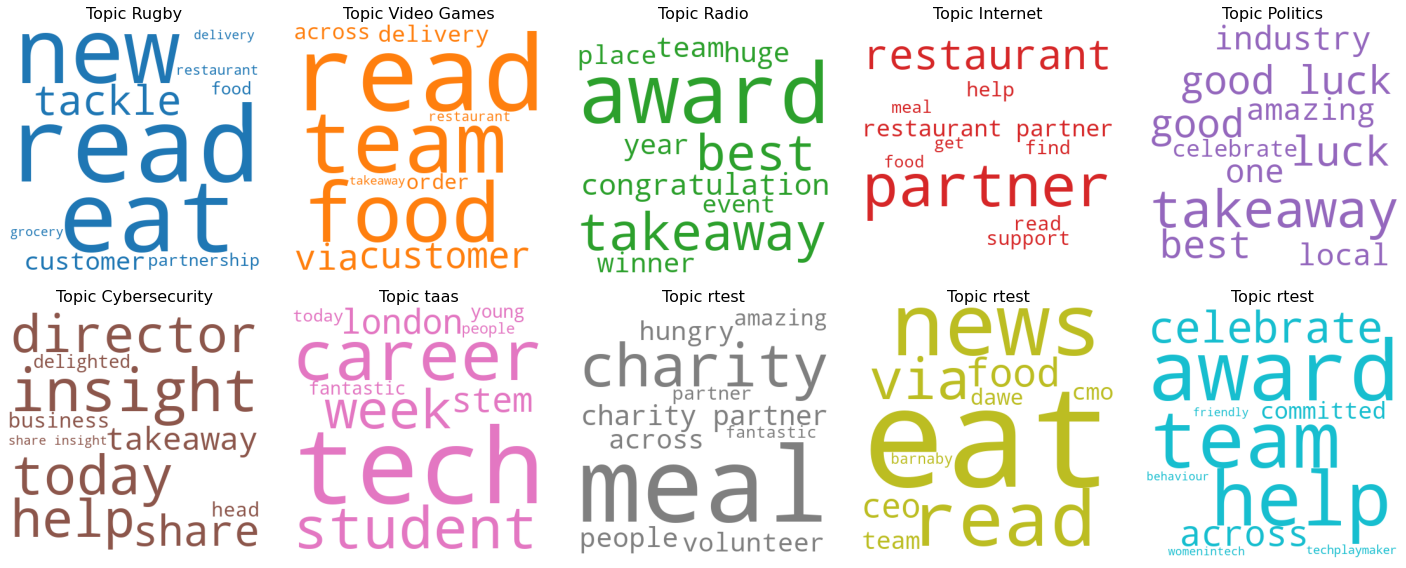 Topic Rugby
new
delivery
restaurant
food
tackle
read
eat
grocery
customer
partnership
Topic Video Games
across
delivery
read
restaurant
team
takeaway
order
food
via
customer
Topic Radio
place
team
huge
award
year
best
congratulation
event
takeaway
winner
Topic Internet
restaurant
help
meal
restaurant partner
get
find
food
partner
read
support
Topic Politics
industry
good luck
amazing
good
celebrate
luck
one
takeaway
best
local
Topic Cybersecurity
director
delighted
insight
business
share insight
takeaway
today
head
help
share
Topic taas
today
london
young
people
career
fantastic
week
stem
tech
student
Topic rtest
amazing
hungry
charity
partner
charity partner
fantastic
across
meal
people
volunteer
Topic rtest
news
via
food
dawe
cmo
eat
barnaby
ceo
read
team
Topic rtest
celebrate
award
friendly
committed
team
behaviour
help
across
womenintech
techplaymaker